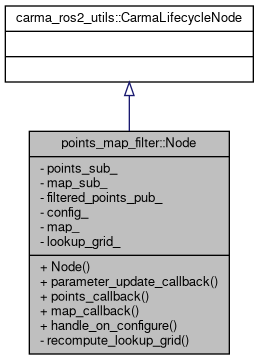 carma_ros2_utils::CarmaLifecycleNode
points_map_filter::Node
- points_sub_
- map_sub_
- filtered_points_pub_
- config_
- map_
- lookup_grid_
+ Node()
+ parameter_update_callback()
+ points_callback()
+ map_callback()
+ handle_on_configure()
- recompute_lookup_grid()